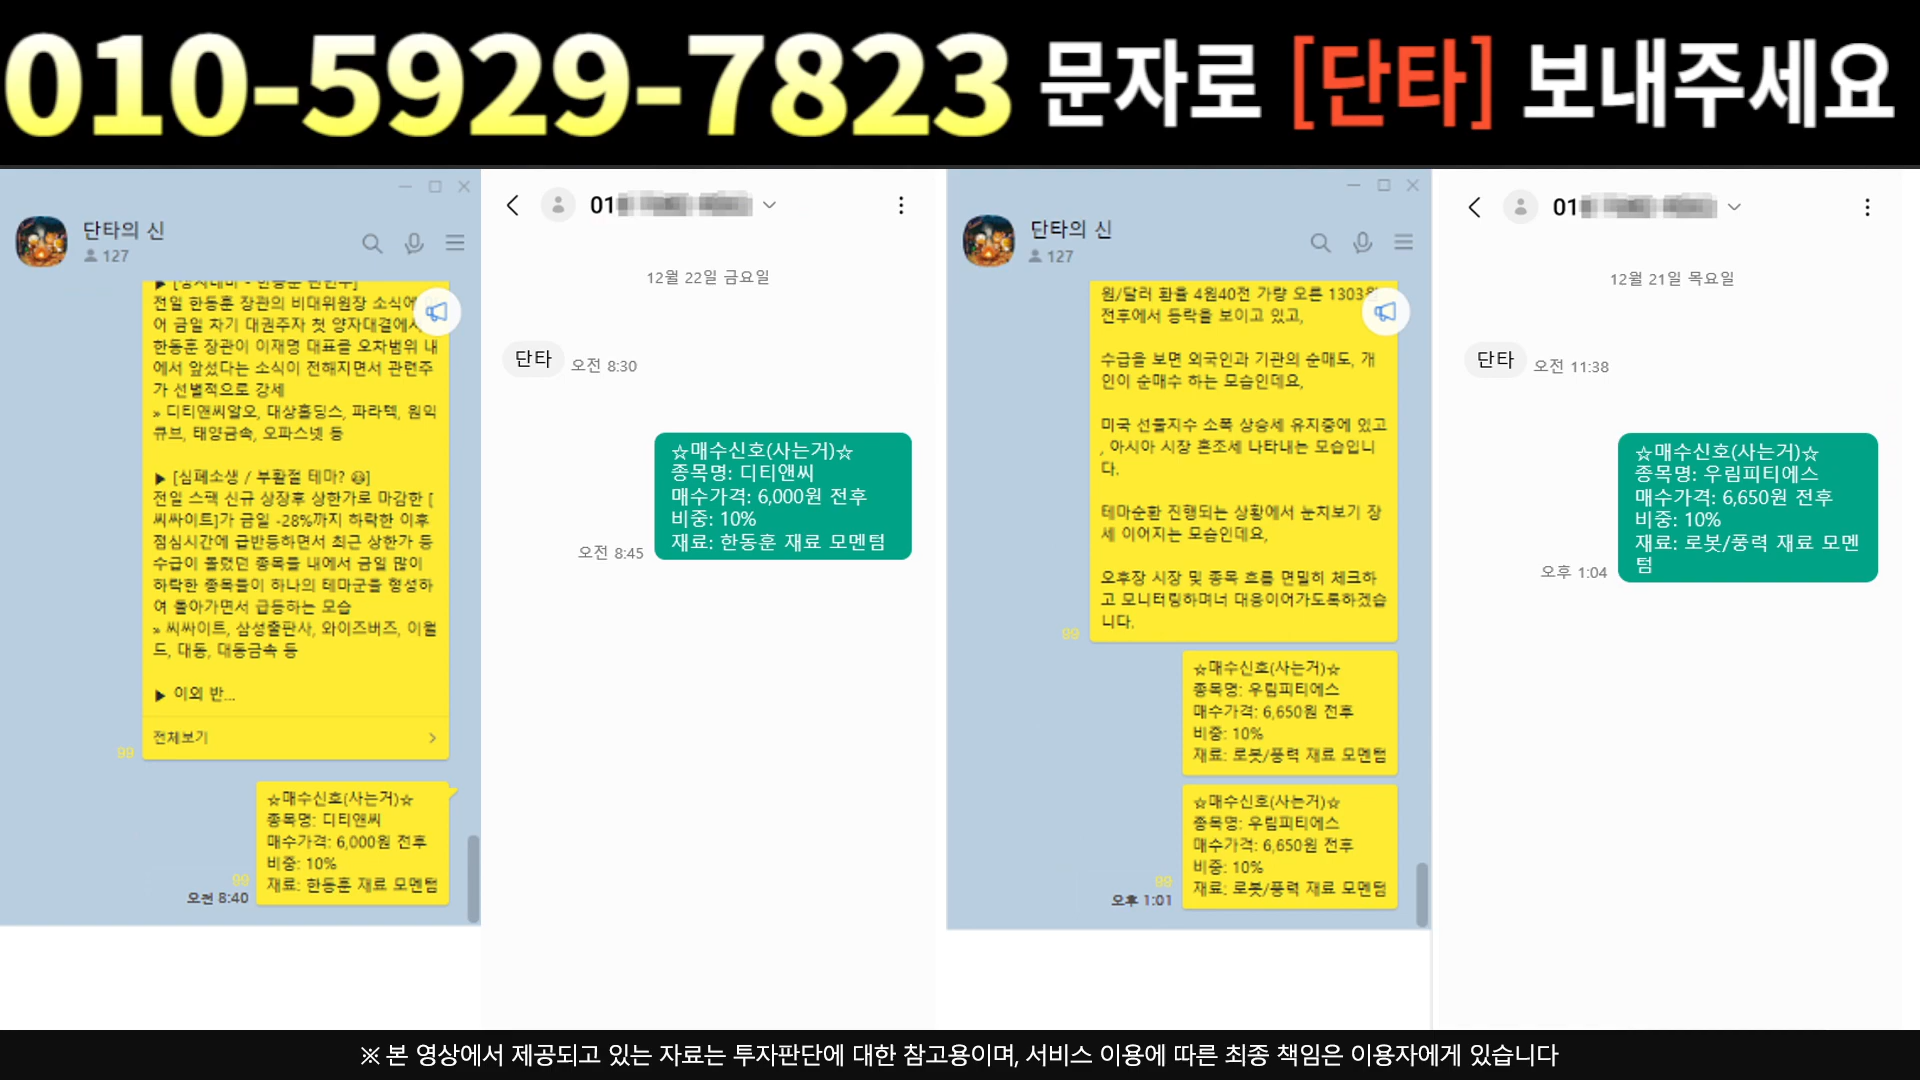 010-5929-7823 문자로 [단타] 보내주세요
단타의 신
127
전일 한동훈 장관의 비대위원장 소식에
어 금일 차기 대권주자 첫 양자대결에서
한동훈 장관이 이재명 대표를 오차범위 내
에서 앞섰다는 소식이 전해지면서 관련주
가 선별적으로 강세
» 디티앤씨알오, 대상홀딩스, 파라텍, 원익
큐브, 태양금속, 오파스넷 등
▶ [심폐소생 / 부활절 테마? 😆]
전일 스팩 신규 상장후 상한가로 마감한 [
씨싸이트]가 금일 -28%까지 하락한 이후
점심시간에 급반등하면서 최근 상한가 등
수급이 몰렸던 종목들 내에서 금일 많이
하락한 종목들이 하나의 테마군을 형성하
여 돌아가면서 급등하는 모습
» 씨싸이트, 삼성출판사, 와이즈버즈, 이월
드, 대동, 대동금속 등
▶ 이외 반...
전체보기
99
☆매수신호(사는거)☆
종목명: 디티앤씨
매수가격: 6,000원 전후
비중: 10%
재료: 한동훈 재료 모멘텀
99
오전 8:40
01
12월 22일 금요일
단타
오전 8:30
☆매수신호(사는거)☆
종목명: 디티앤씨
매수가격: 6,000원 전후
비중: 10%
재료: 한동훈 재료 모멘텀
오전 8:45
단타의 신
127
원/달러 환율 4원40전 가량 오른 1303원
전후에서 등락을 보이고 있고,
수급을 보면 외국인과 기관의 순매도, 개
인이 순매수 하는 모습인데요,
미국 선물지수 소폭 상승세 유지중에 있고
, 아시아 시장 혼조세 나타내는 모습입니
다.
테마순환 진행되는 상황에서 눈치보기 장
세 이어지는 모습인데요,
오후장 시장 및 종목 흐름 면밀히 체크하
고 모니터링하며너 대응이어가도록하겠습
니다.
99
☆매수신호(사는거)☆
종목명: 우림피티에스
매수가격: 6,650원 전후
비중: 10%
재료: 로봇/풍력 재료 모멘텀
☆매수신호(사는거)☆
종목명: 우림피티에스
매수가격: 6,650원 전후
비중: 10%
재료: 로봇/풍력 재료 모멘텀
99
오후 1:01
01
12월 21일 목요일
단타
오전 11:38
☆매수신호(사는거)☆
종목명: 우림피티에스
매수가격: 6,650원 전후
비중: 10%
재료: 로봇/풍력 재료 모멘
텀
오후 1:04
※ 본 영상에서 제공되고 있는 자료는 투자판단에 대한 참고용이며, 서비스 이용에 따른 최종 책임은 이용자에게 있습니다